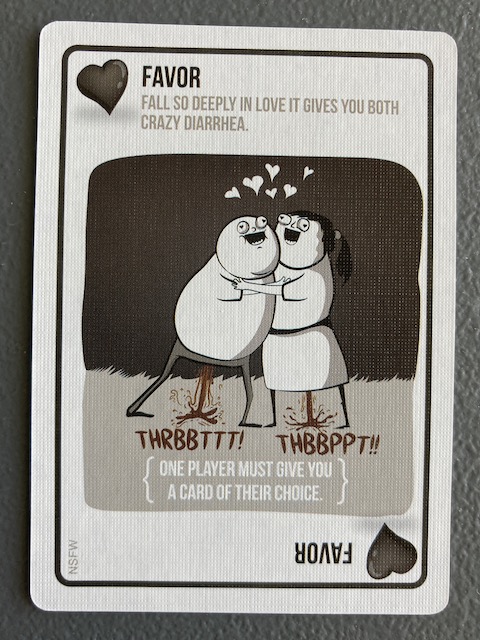 FAVOR
FALL SO DEEPLY IN LOVE IT GIVES YOU BOTH
CRAZY DIARRHEA.
THRBBTTT! THBBPPT!!
{ ONE PLAYER MUST GIVE YOU
A CARD OF THEIR CHOICE. }
NSFW
FAVOR